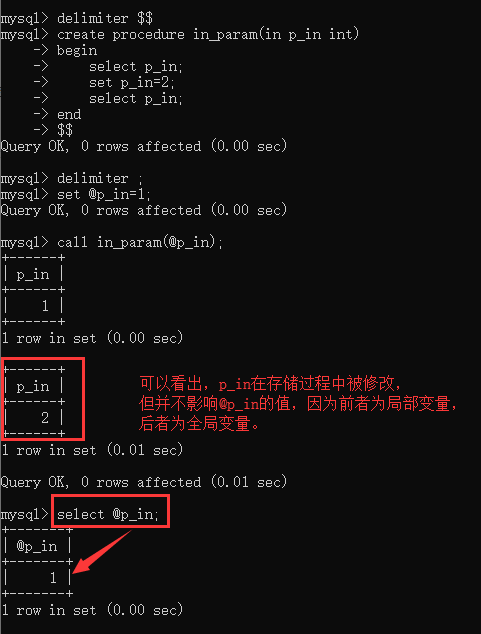 mysql> delimiter $$
mysql> create procedure in_param(in p_in int)
    -> begin
    ->     select p_in;
    ->     set p_in=2;
    ->     select p_in;
    -> end
    -> $$
Query OK, 0 rows affected (0.00 sec)
mysql> delimiter ;
mysql> set @p_in=1;
Query OK, 0 rows affected (0.00 sec)
mysql> call in_param(@p_in);
+------+
| p_in |
+------+
|    1 |
+------+
1 row in set (0.00 sec)
+------+
| p_in |
+------+
|    2 |
+------+
可以看出，p_in在存储过程中被修改，
但并不影响@p_in的值，因为前者为局部变量，
后者为全局变量。
1 row in set (0.01 sec)
Query OK, 0 rows affected (0.01 sec)
mysql> select @p_in;
+-------+
| @p_in |
+-------+
|     1 |
+-------+
1 row in set (0.00 sec)